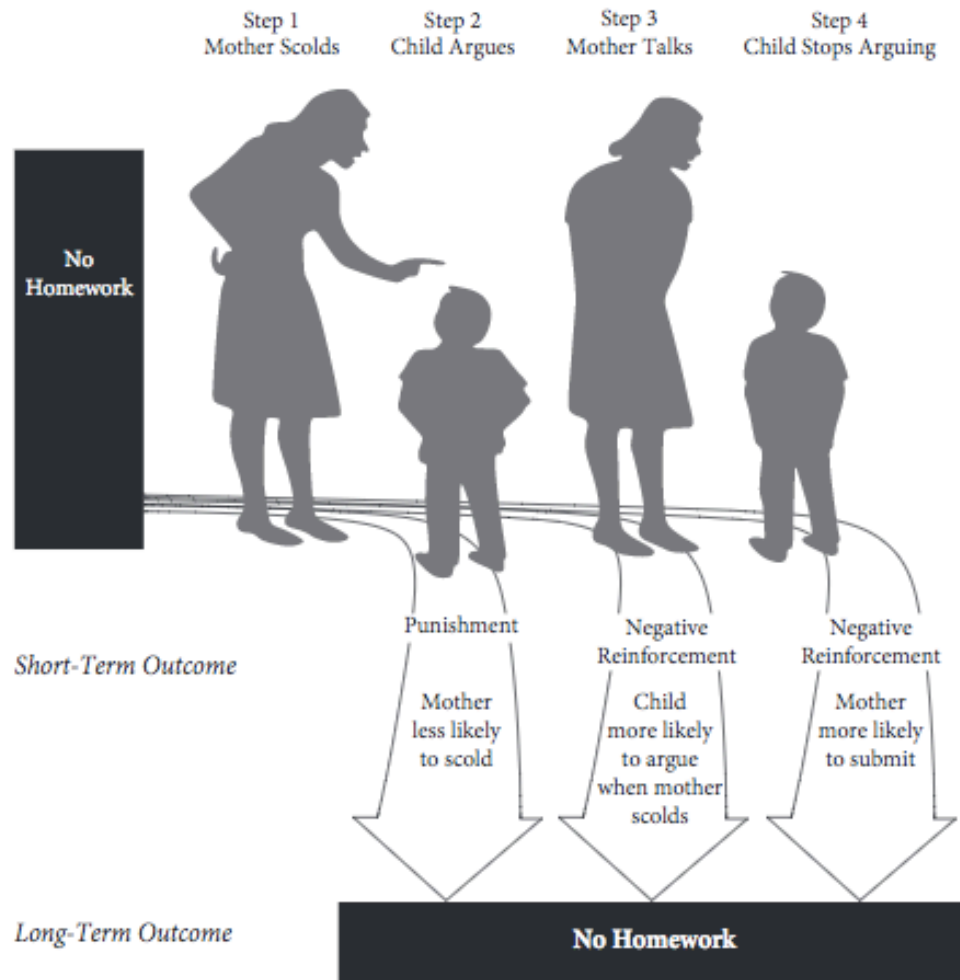 Step 1
Mother Scolds
Step 2
Child Argues
Step 3
Mother Talks
Step 4
Child Stops Arguing
No
Homework
Short-Term Outcome
Punishment
Mother
less likely
to scold
Negative
Reinforcement
Child
more likely
to argue
when mother
scolds
Negative
Reinforcement
Mother
more likely
to submit
Long-Term Outcome
No Homework